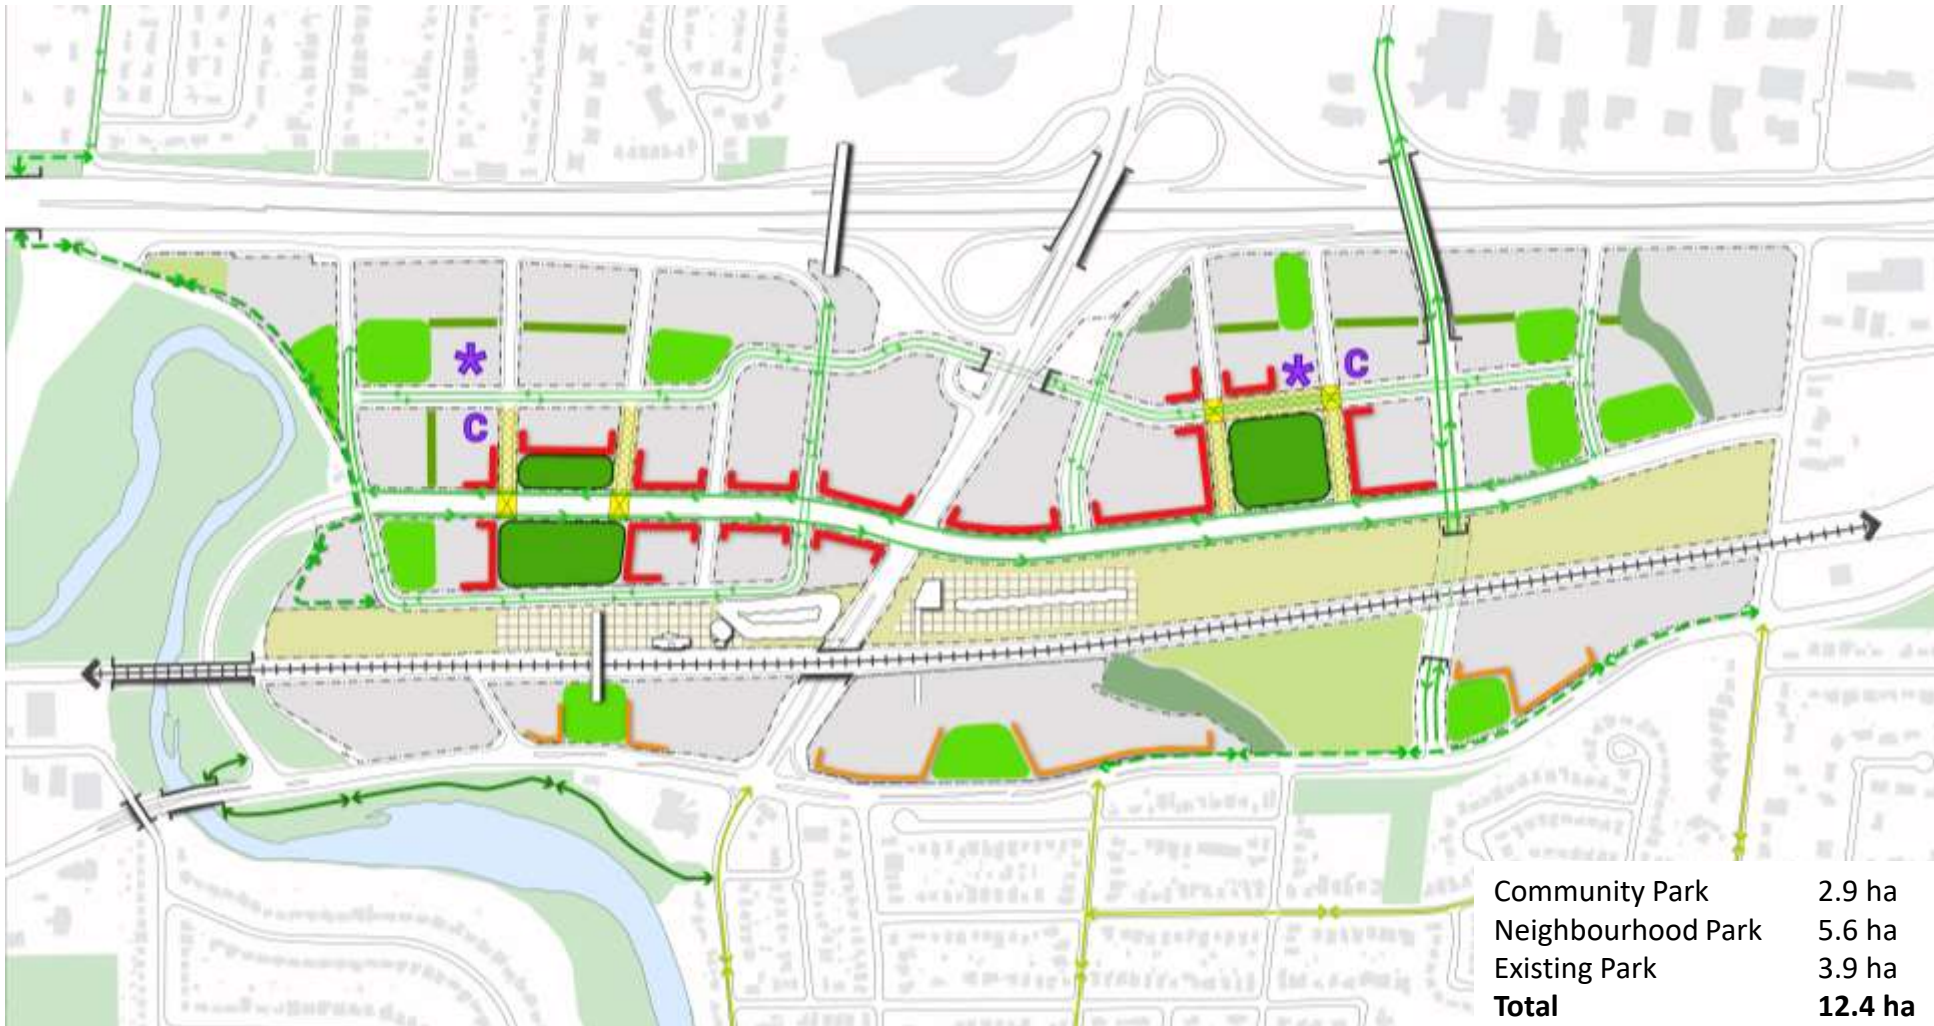 *
* C
C
Community Park 2.9 ha
Neighbourhood Park 5.6 ha
Existing Park 3.9 ha
Total 12.4 ha